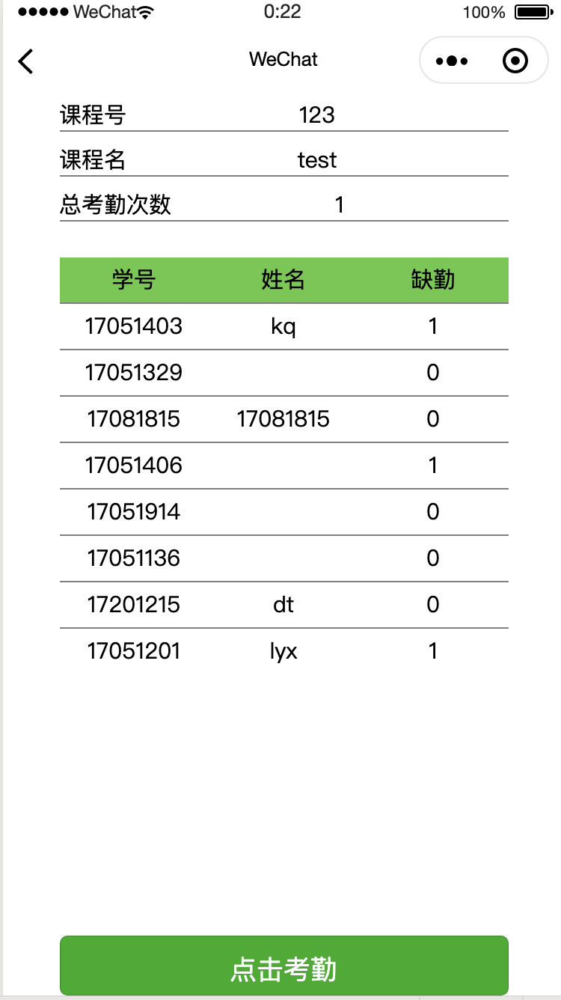 WeChat 0:22 100%
WeChat
课程号 123
课程名 test
总考勤次数 1
学号 姓名 缺勤
17051403 kq 1
17051329 0
17081815 17081815 0
17051406 1
17051914 0
17051136 0
17201215 dt 0
17051201 lyx 1
点击考勤